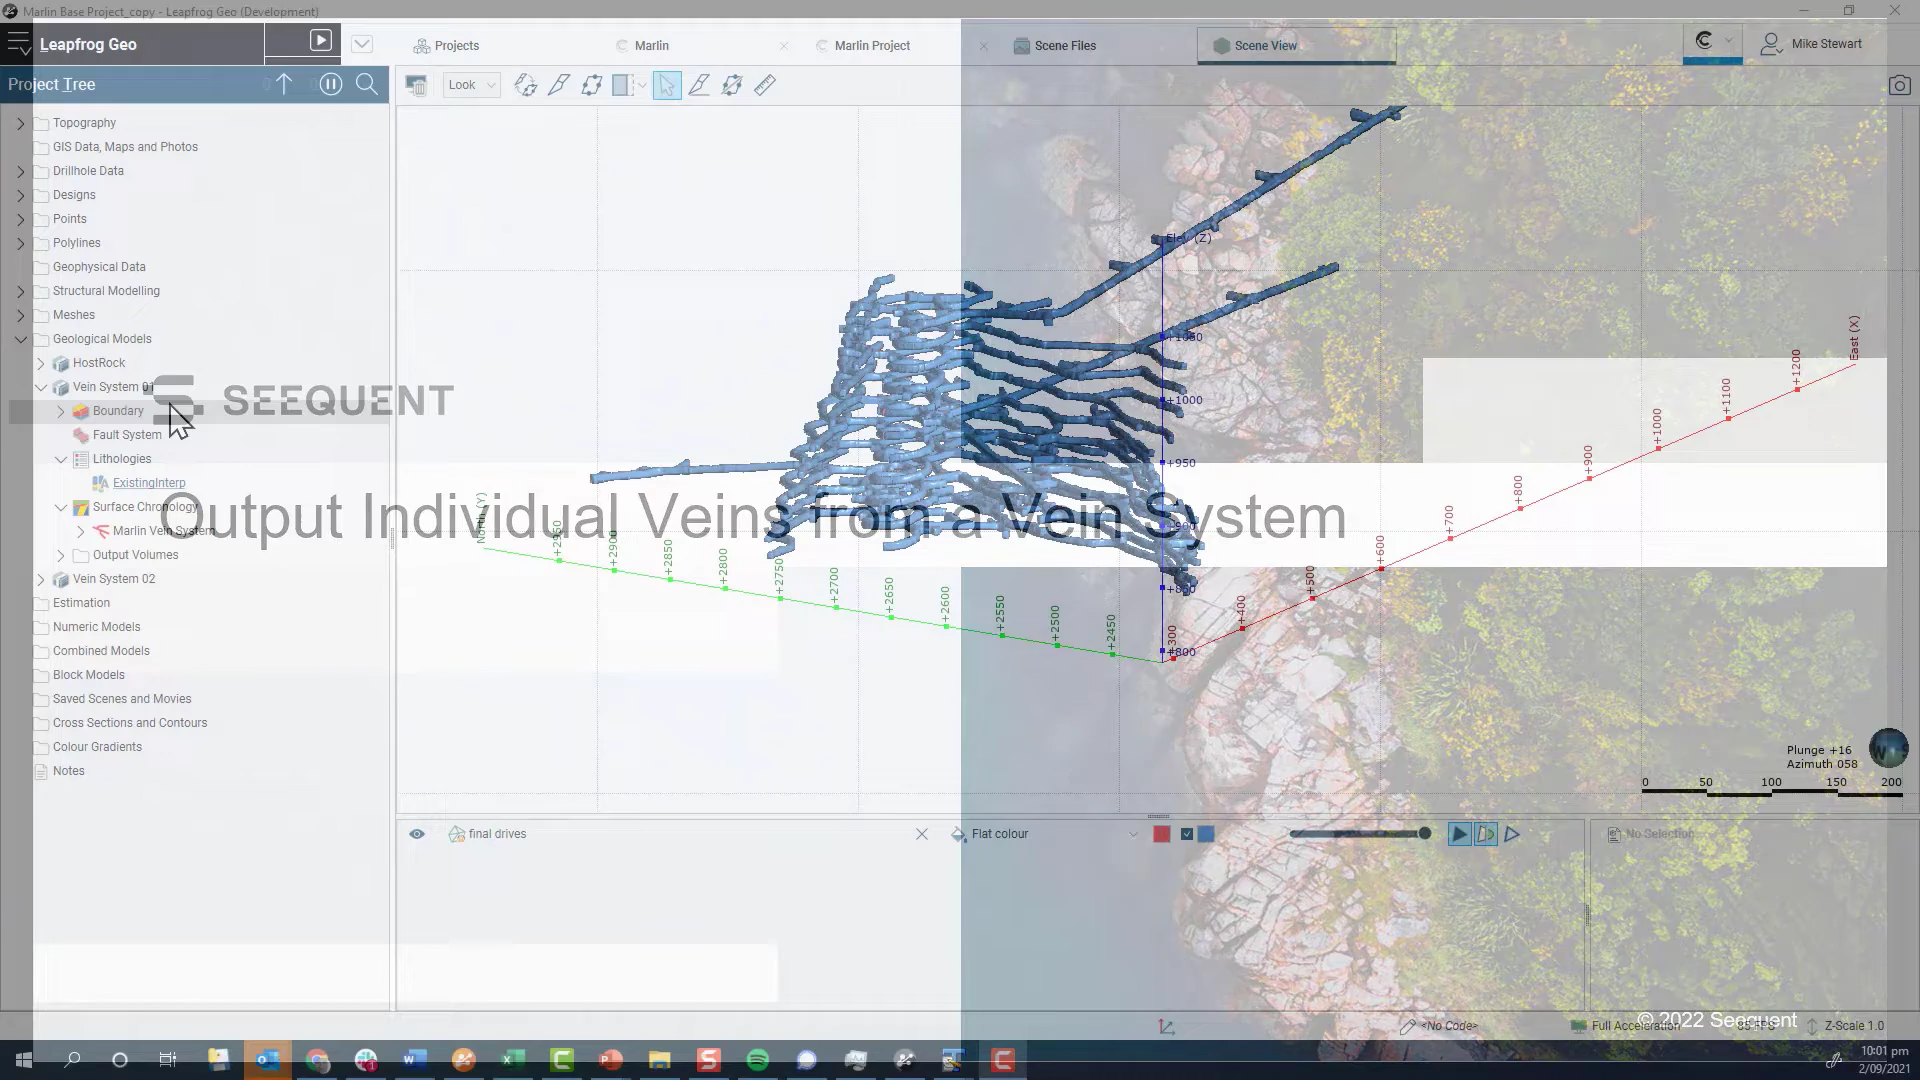 Marlin Base Project_copy - Leapfrog Geo (Development)
Leapfrog Geo
Projects
Marlin
Marlin Project
Scene Files
Scene View
Mike Stewart
Project Tree
Look
Topography
GIS Data, Maps and Photos
Drillhole Data
Designs
Points
Polylines
Geophysical Data
Structural Modelling
Meshes
Geological Models
HostRock
Vein System 01
Boundary
Fault System
Lithologies
ExistingInterp
Surface Chronology
Marlin Vein System
Output Volumes
Vein System 02
Estimation
Numeric Models
Combined Models
Block Models
Saved Scenes and Movies
Cross Sections and Contours
Colour Gradients
Notes
SEEQUENT
Output Individual Veins from a Vein System
Elev (Z)
+1050
+1000
+950
+900
+850
+800
North (Y)
+2950
+2900
+2850
+2800
+2750
+2700
+2650
+2600
+2550
+2500
+2450
+300
+400
+500
+600
+700
+800
+900
+1000
+1100
+1200
East (X)
Plunge +16
Azimuth 058
0 50 100 150 200
final drives
Flat colour
No Selection
<No Code>
Full Acceleration
Z-Scale 1.0
© 2022 Seequent
10:01 pm
2/09/2021